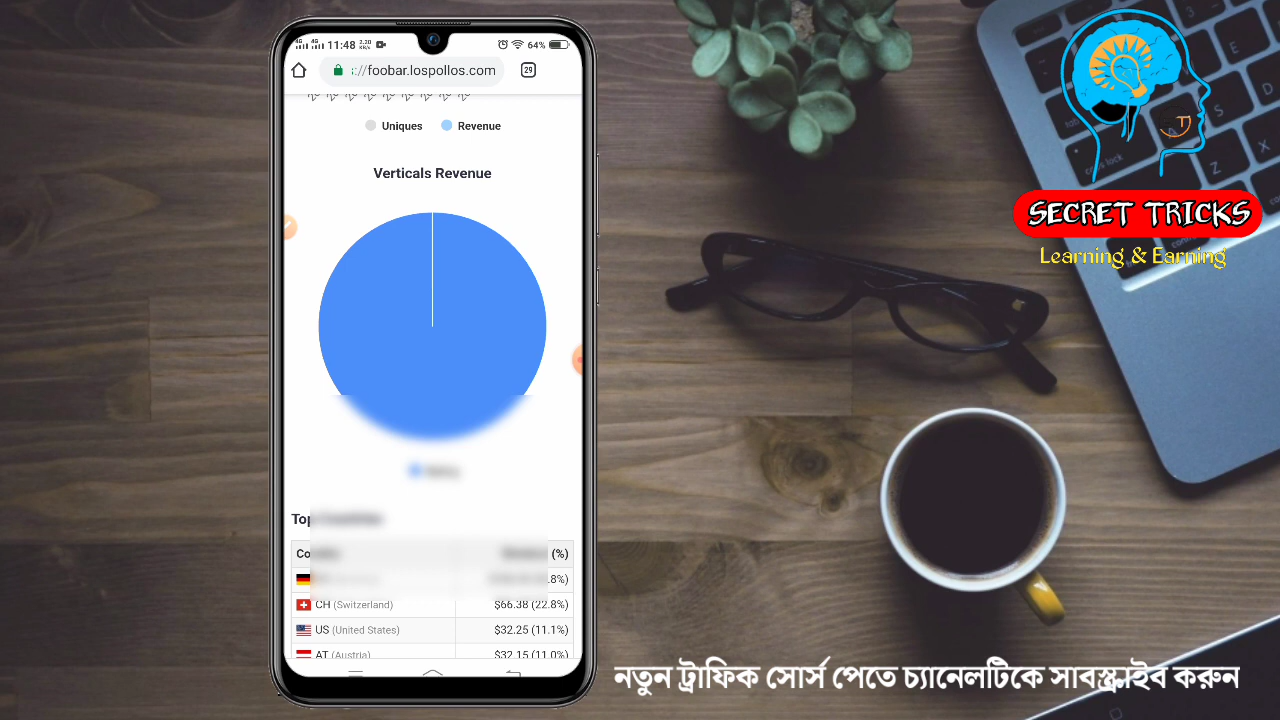 11:48
64%
://foobar.lospollos.com
29
Uniques Revenue
Verticals Revenue
Top
Co (%)
.8%)
CH (Switzerland) $66.38 (22.8%)
US (United States) $32.25 (11.1%)
AT (Austria) $32.15 (11.0%)
SECRET TRICKS
Learning & Earning
নতুন ট্রাফিক সোর্স পেতে চ্যানেলটিকে সাবস্ক্রাইব করুন